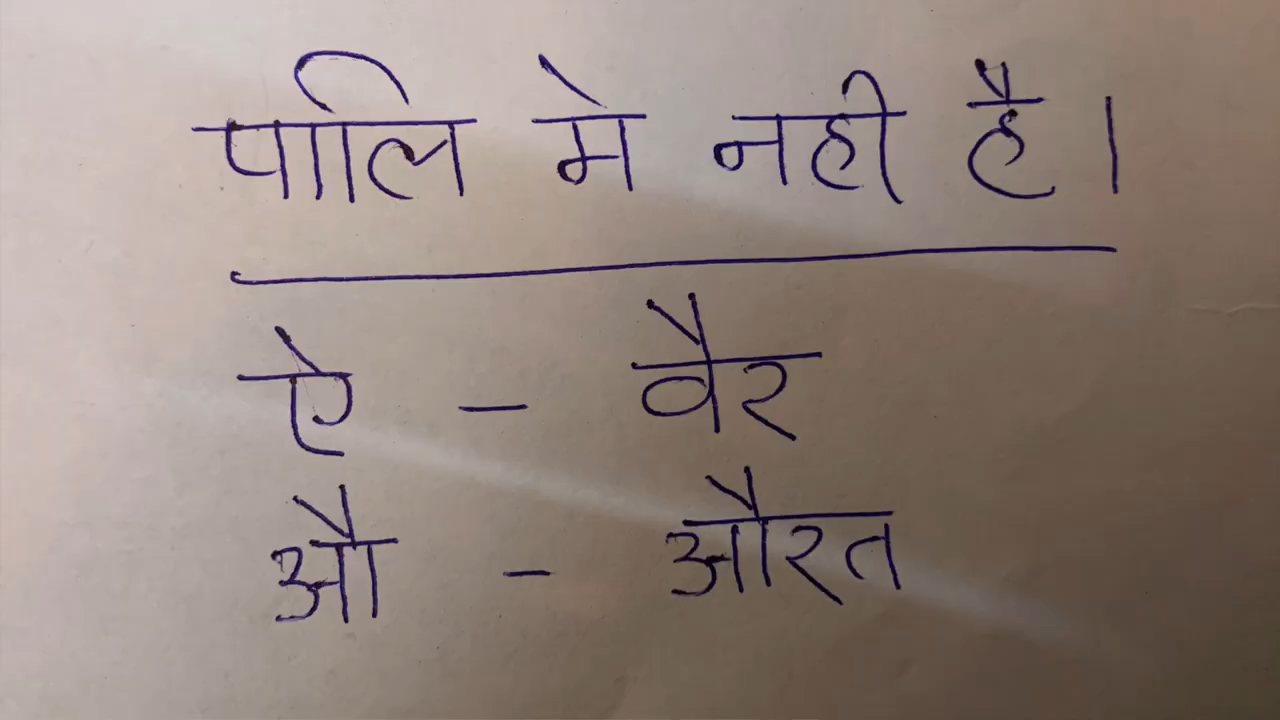 पालि मे नही है।
ऐ - वैर
औ - औरत